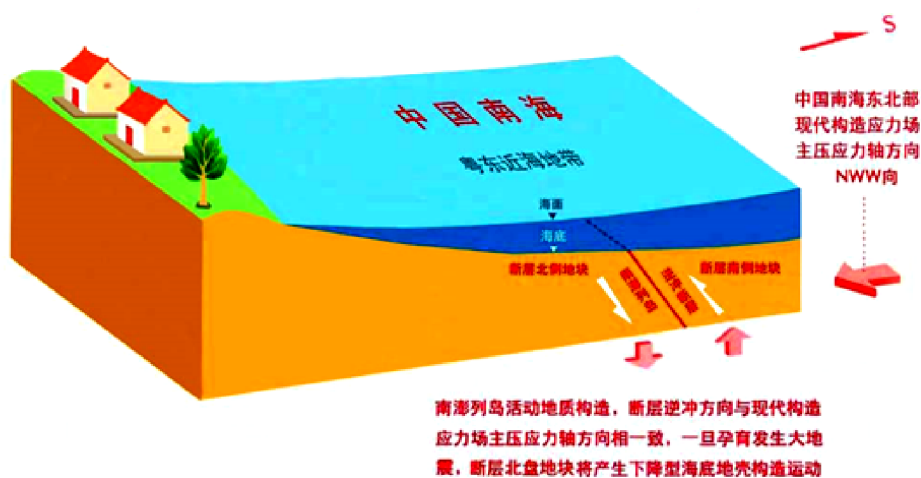 S
中国南海东北部
现代构造应力场
主压应力轴方向
NWW向
中国南海
粤东近海地带
海面
海底
断层北侧地块
断层南侧地块
南澎列岛活动地质构造，断层逆冲方向与现代构造
应力场主压应力轴方向相一致，一旦孕育发生大地
震，断层北盘地块将产生下降型海底地壳构造运动